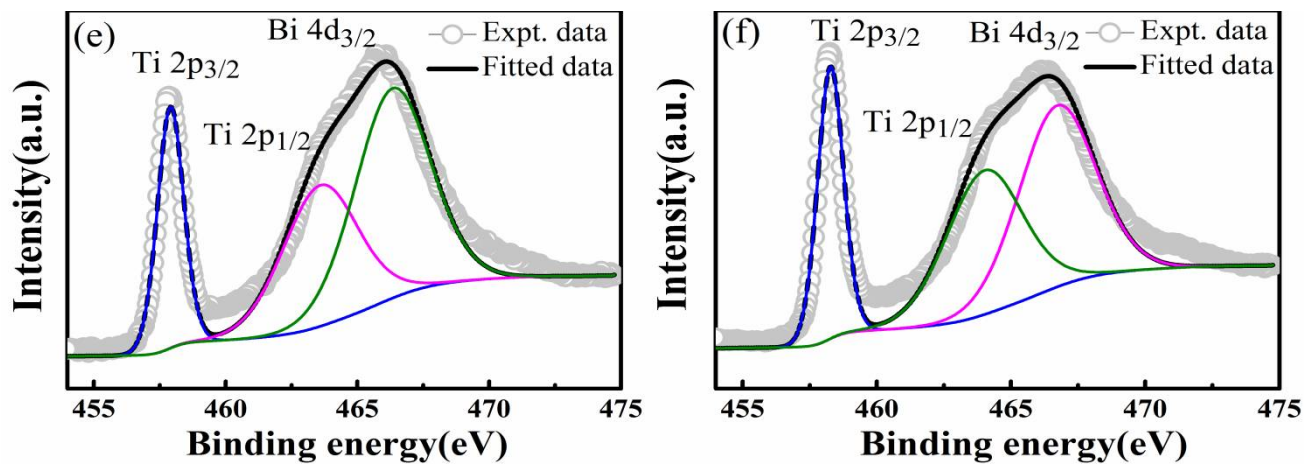 (e)
Bi 4d3/2
Expt. data
Fitted data
Ti 2p3/2
Ti 2p1/2
Intensity(a.u.)
455 460 465 470 475
Binding energy(eV)
(f)
Ti 2p3/2
Bi 4d3/2
Expt. data
Fitted data
Ti 2p1/2
Intensity(a.u.)
455 460 465 470 475
Binding energy(eV)